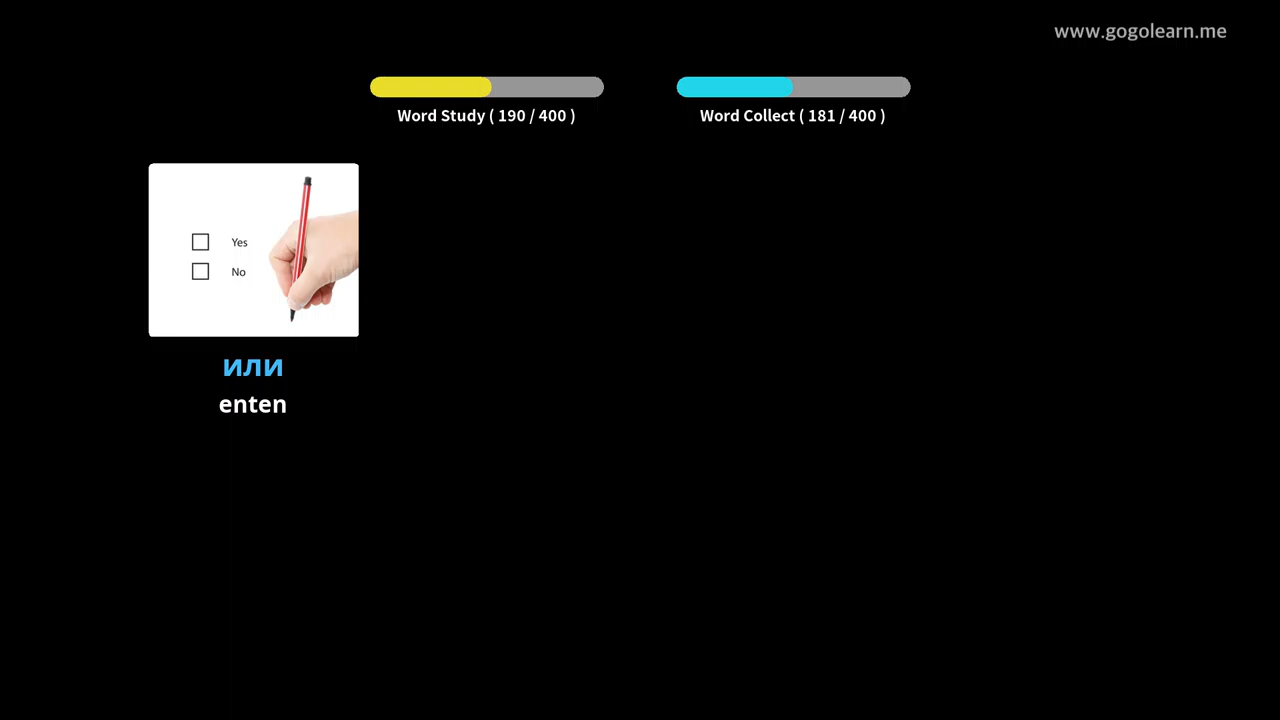 www.gogolearn.me
Word Study ( 190 / 400 )
Word Collect ( 181 / 400 )
Yes
No
или
enten